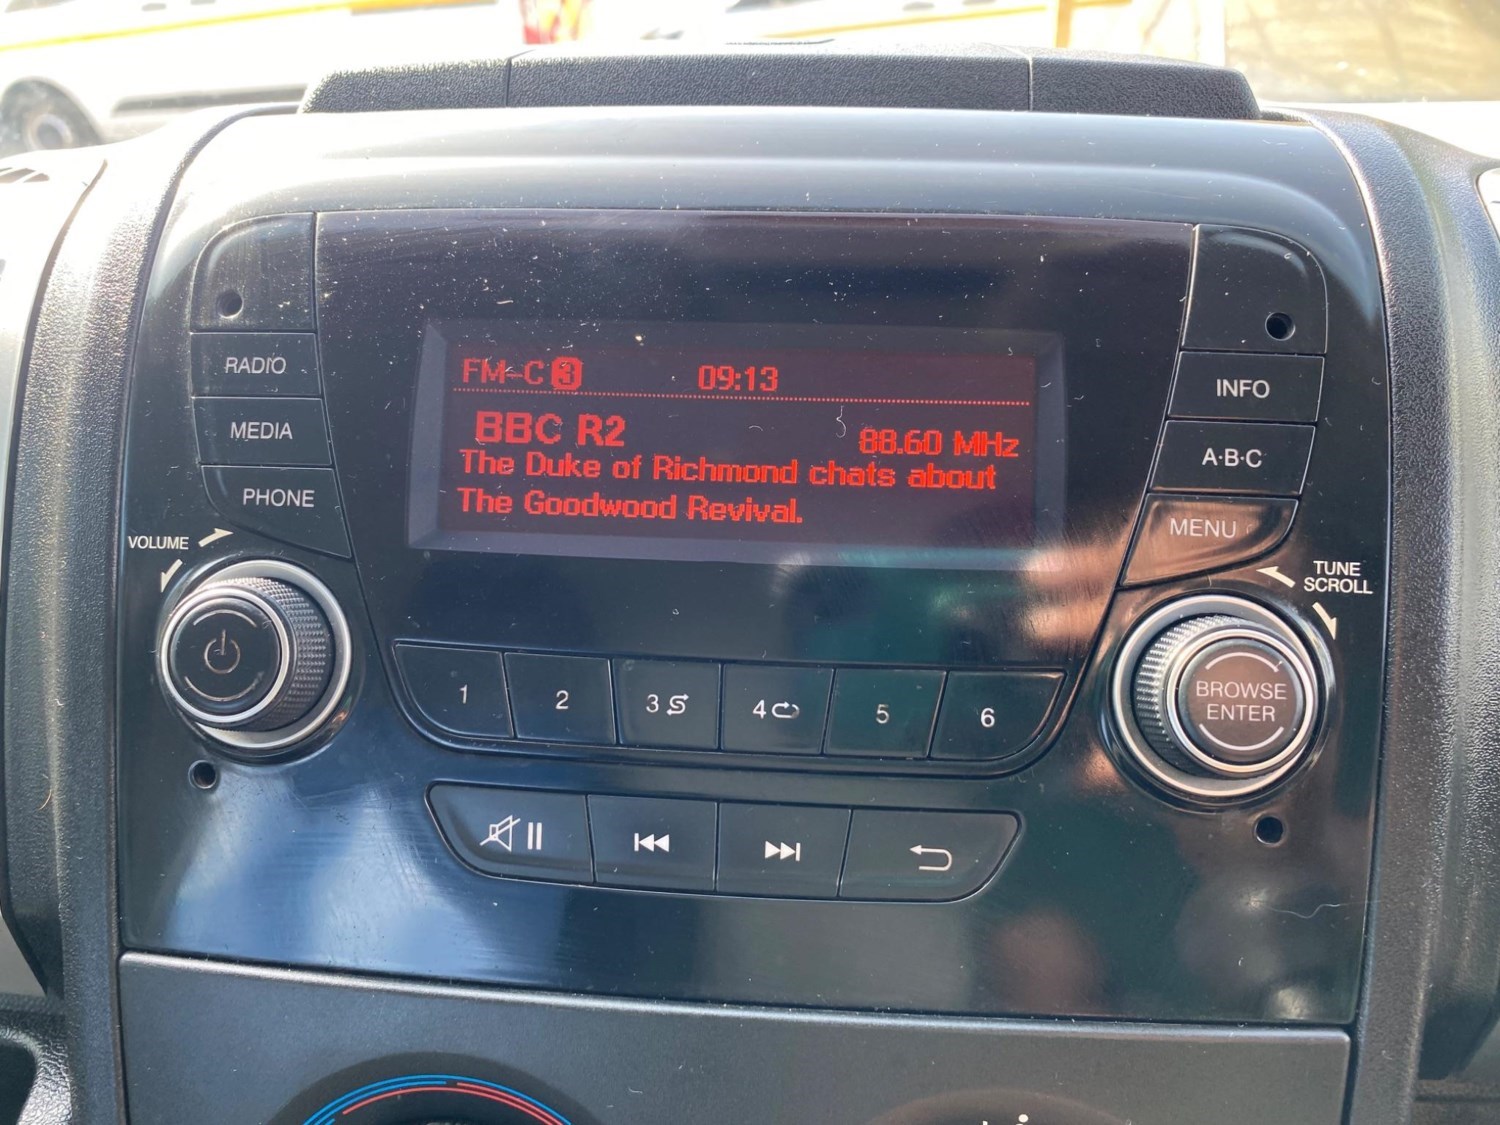 FM-C 3 09:13
BBC R2 88.60 MHz
The Duke of Richmond chats about
The Goodwood Revival.
RADIO
MEDIA
PHONE
VOLUME
INFO
A·B·C
MENU
TUNE
SCROLL
BROWSE
ENTER
1 2 3 4 5 6